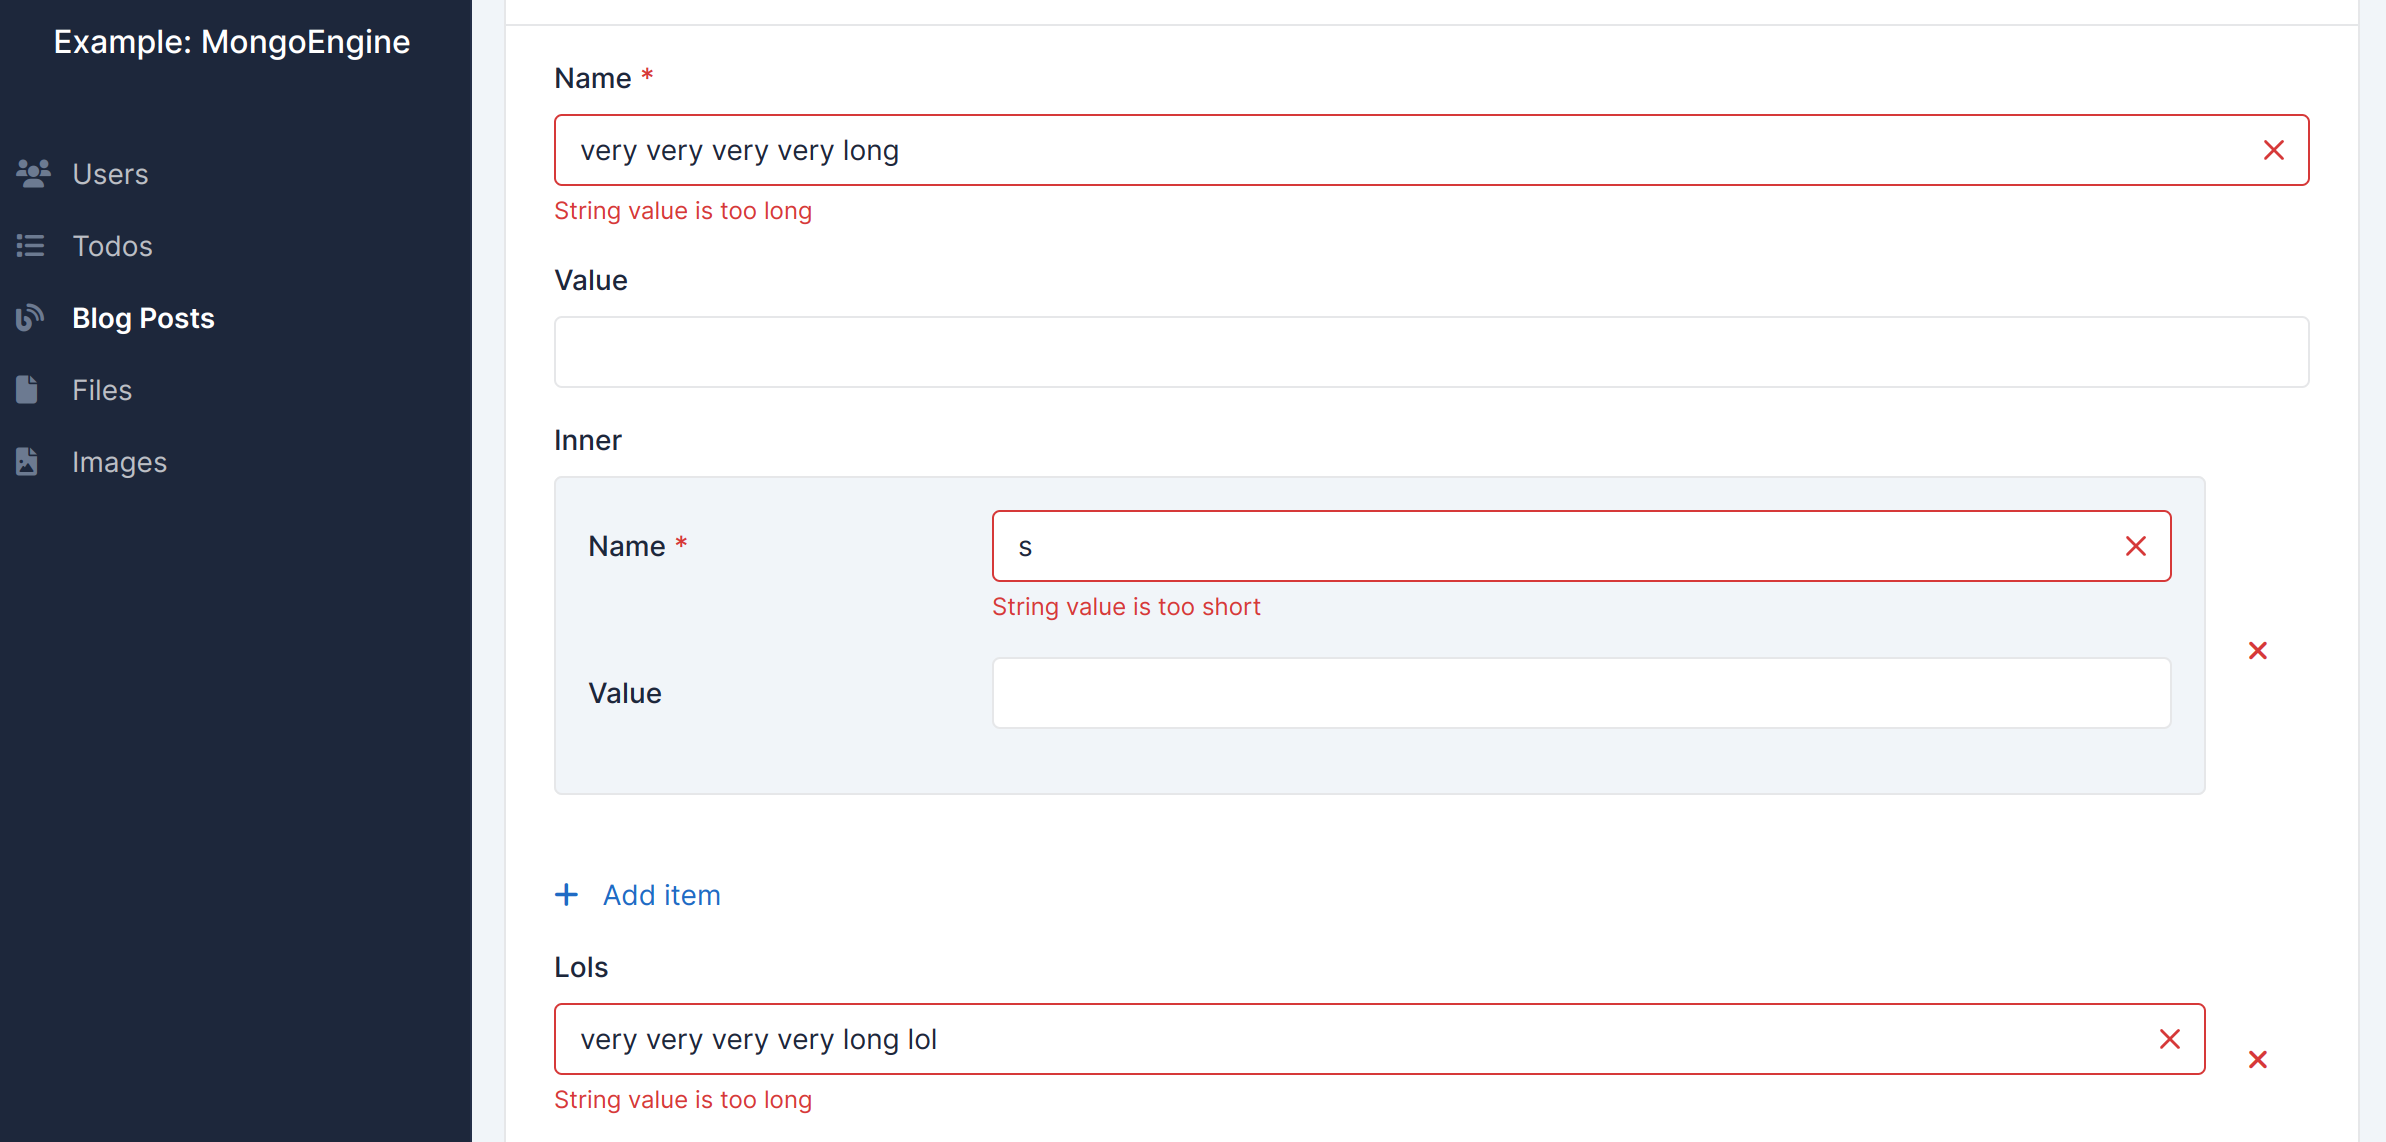 Example: MongoEngine
Users
Todos
Blog Posts
Files
Images
Name *
very very very very long
String value is too long
Value
Inner
Name *
s
String value is too short
Value
Add item
Lols
very very very very long lol
String value is too long